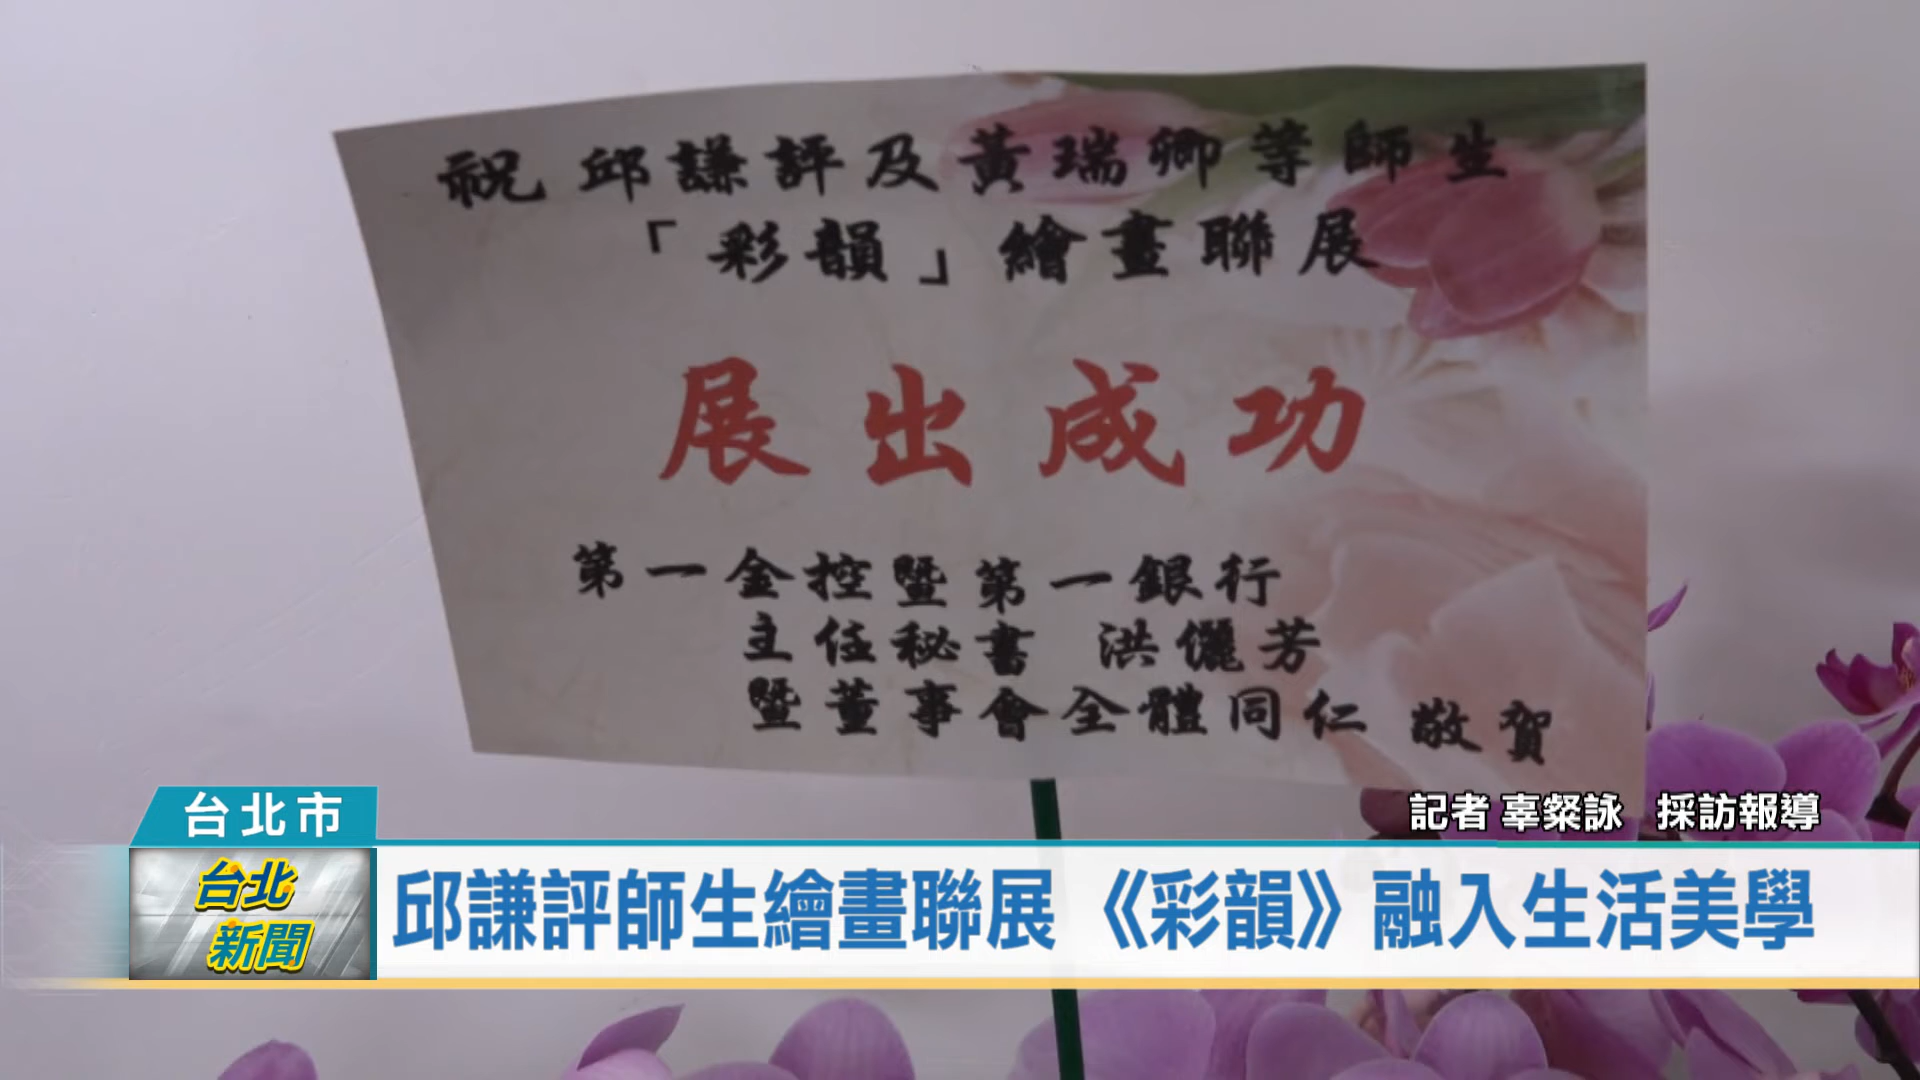 祝 邱謙評及黃瑞卿等師生
「彩韻」繪畫聯展
展出成功
第一金控暨第一銀行
主任秘書 洪儷芳
暨董事會全體同仁 敬賀
記者 辜粲詠 採訪報導
台北市
台北
新聞
邱謙評師生繪畫聯展 《彩韻》融入生活美學